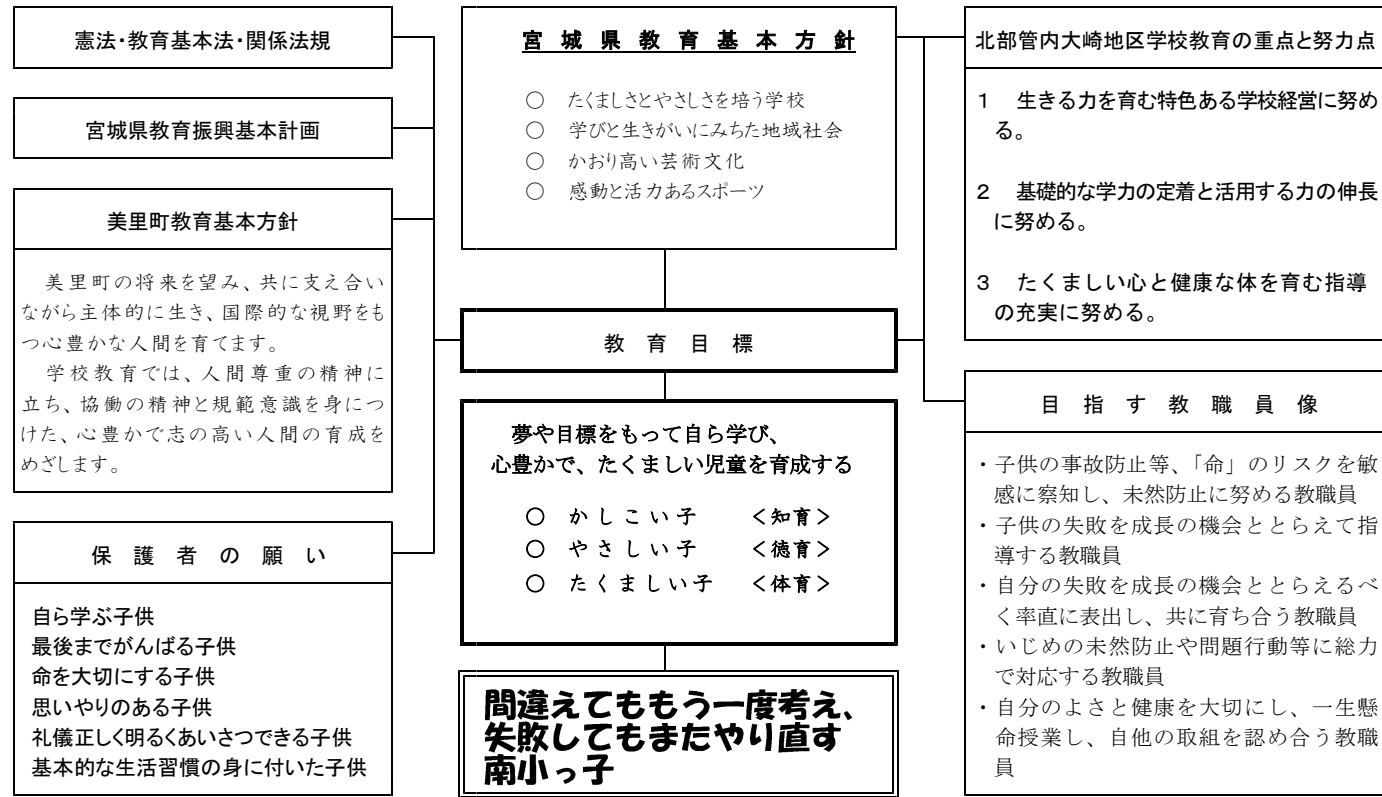 憲法・教育基本法・関係法規
宮城県教育振興基本計画
美里町教育基本方針
美里町の将来を望み、共に支え合い
ながら主体的に生き、国際的な視野をも
つ心豊かな人間を育てます。
学校教育では、人間尊重の精神に
立ち、協働の精神と規範意識を身につ
けた、心豊かで志の高い人間の育成を
めざします。
保護者の願い
自ら学ぶ子供
最後までがんばる子供
命を大切にする子供
思いやりのある子供
礼儀正しく明るくあいさつできる子供
基本的な生活習慣の身に付いた子供
宮城県教育基本方針
○ たくましさとやさしさを培う学校
○ 学びと生きがいにみちた地域社会
○ かおり高い芸術文化
○ 感動と活力あるスポーツ
教育目標
夢や目標をもって自ら学び、
心豊かで、たくましい児童を育成する
○ かしこい子 <知育>
○ やさしい子 <徳育>
○ たくましい子 <体育>
間違えてももう一度考え、
失敗してもまたやり直す
南小っ子
北部管内大崎地区学校教育の重点と努力点
1 生きる力を育む特色ある学校経営に努め
る。
2 基礎的な学力の定着と活用する力の伸長
に努める。
3 たくましい心と健康な体を育む指導
の充実に努める。
目指す教職員像
・子供の事故防止等、「命」のリスクを敏
感に察知し、未然防止に努める教職員
・子供の失敗を成長の機会ととらえて指
導する教職員
・自分の失敗を成長の機会ととらえるべ
く率直に表出し、共に育ち合う教職員
・いじめの未然防止や問題行動等に総力
で対応する教職員
・自分のよさと健康を大切にし、一生懸
命授業し、自他の取組を認め合う教職
員